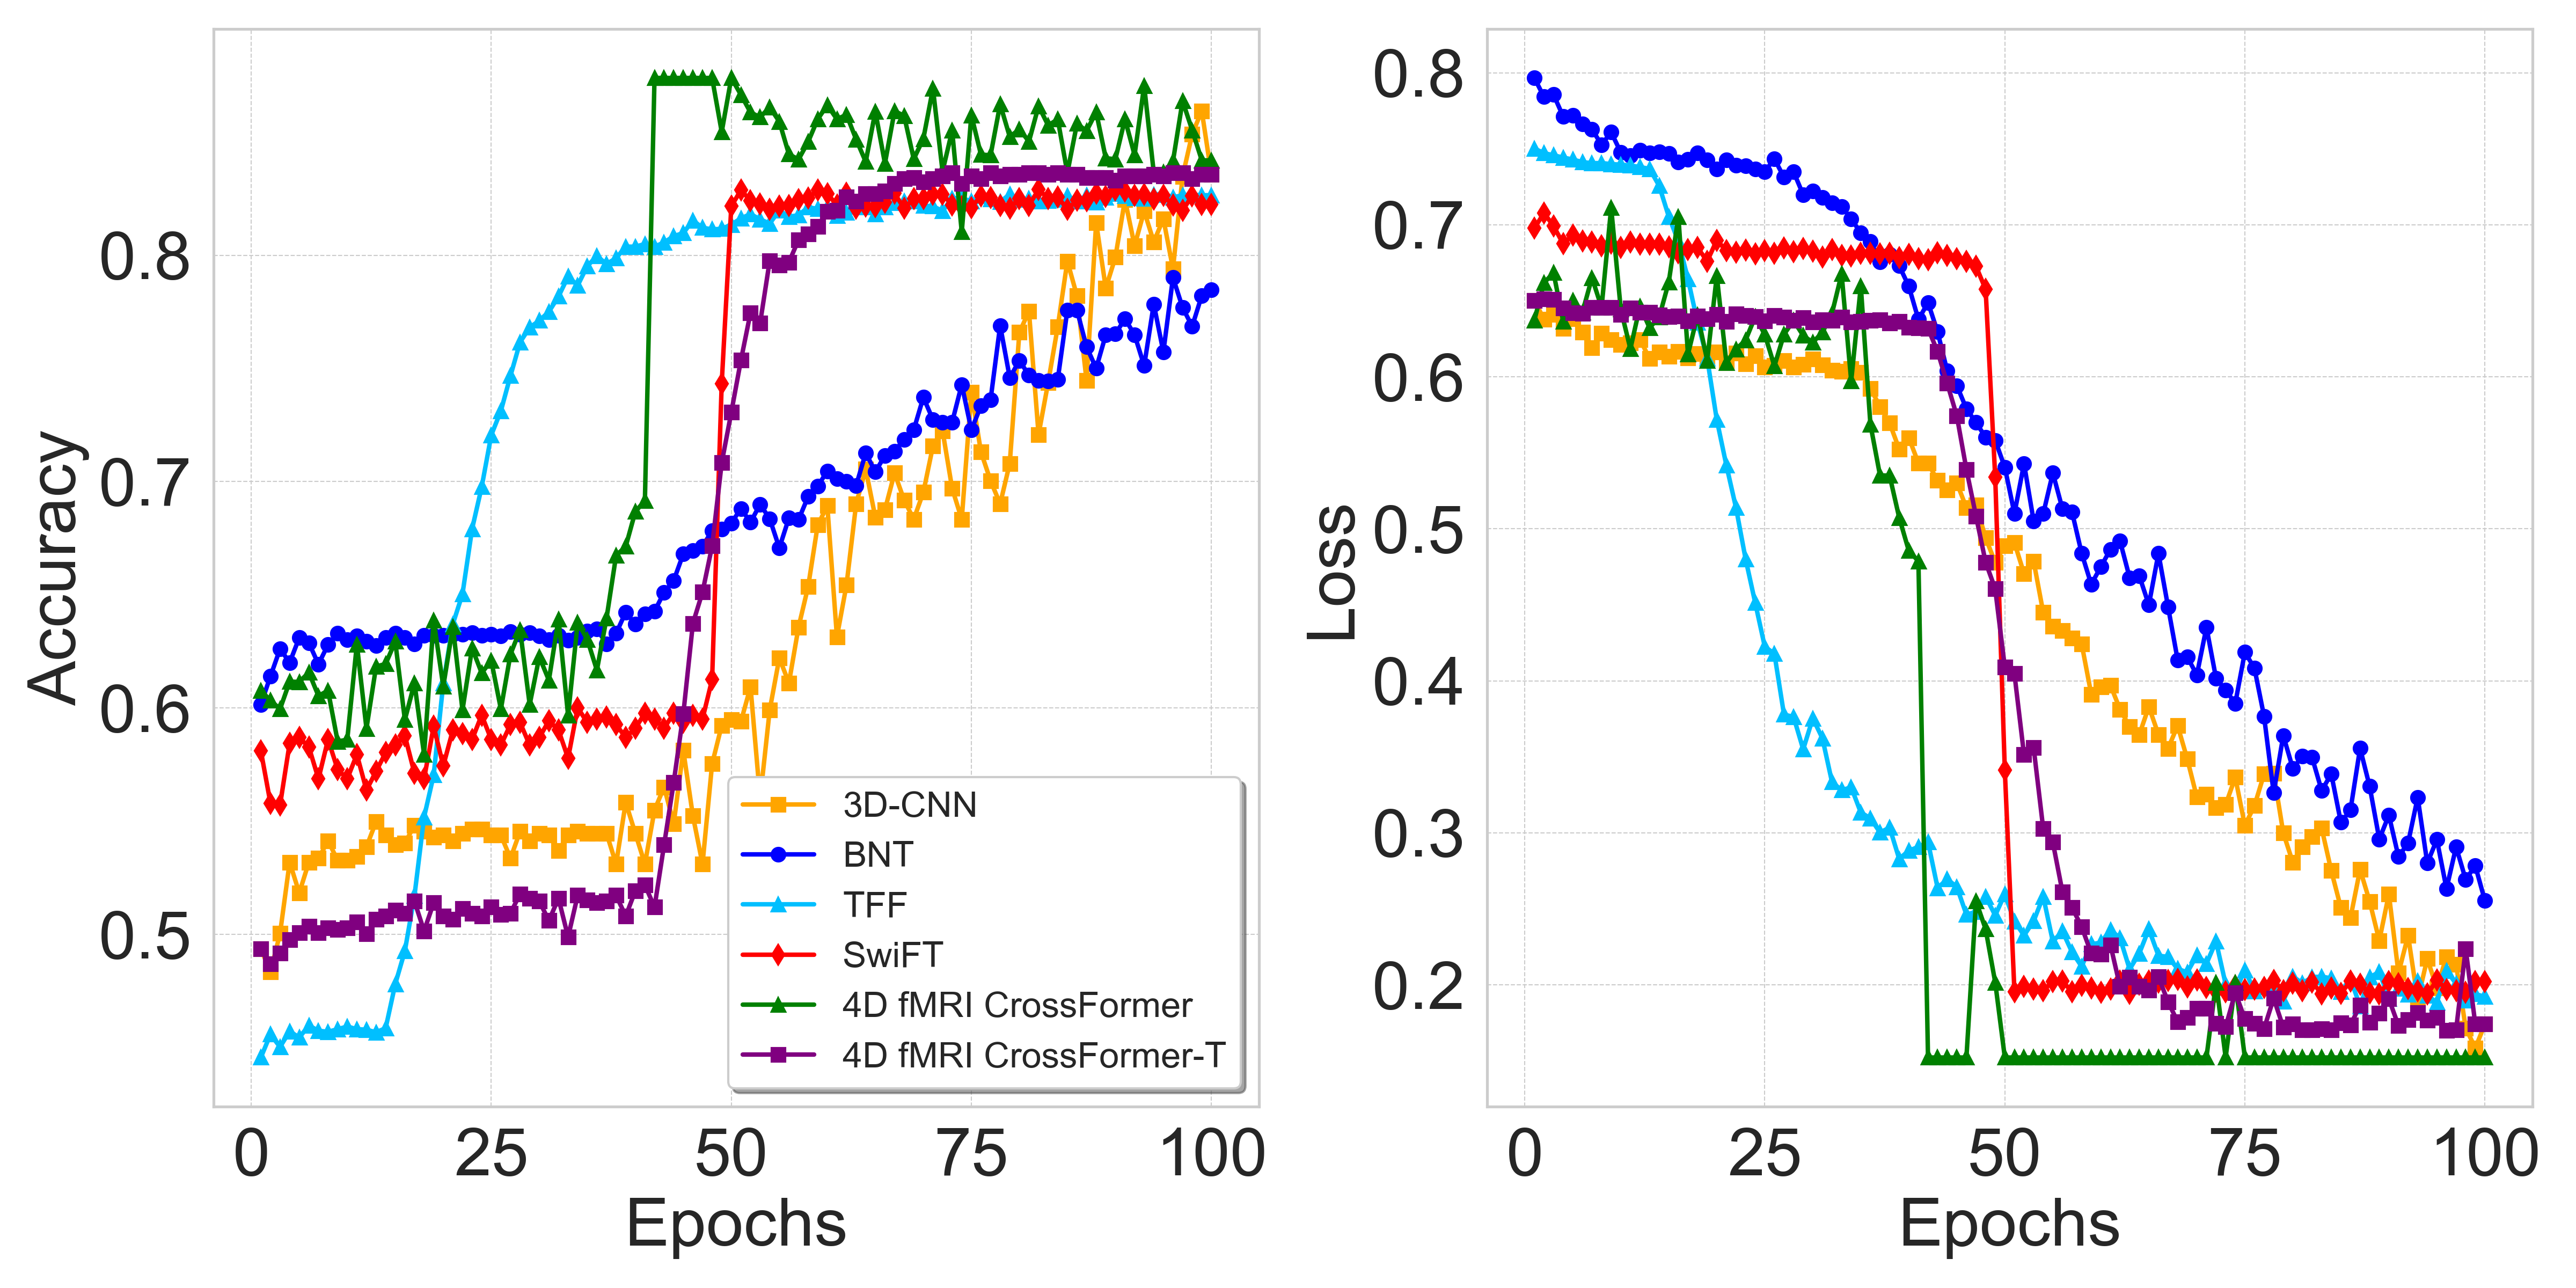 Accuracy
0.8
0.7
0.6
0.5
0
25
50
75
100
Epochs
3D-CNN
BNT
TFF
SwiFT
4D fMRI CrossFormer
4D fMRI CrossFormer-T
Loss
0.8
0.7
0.6
0.5
0.4
0.3
0.2
0
25
50
75
100
Epochs